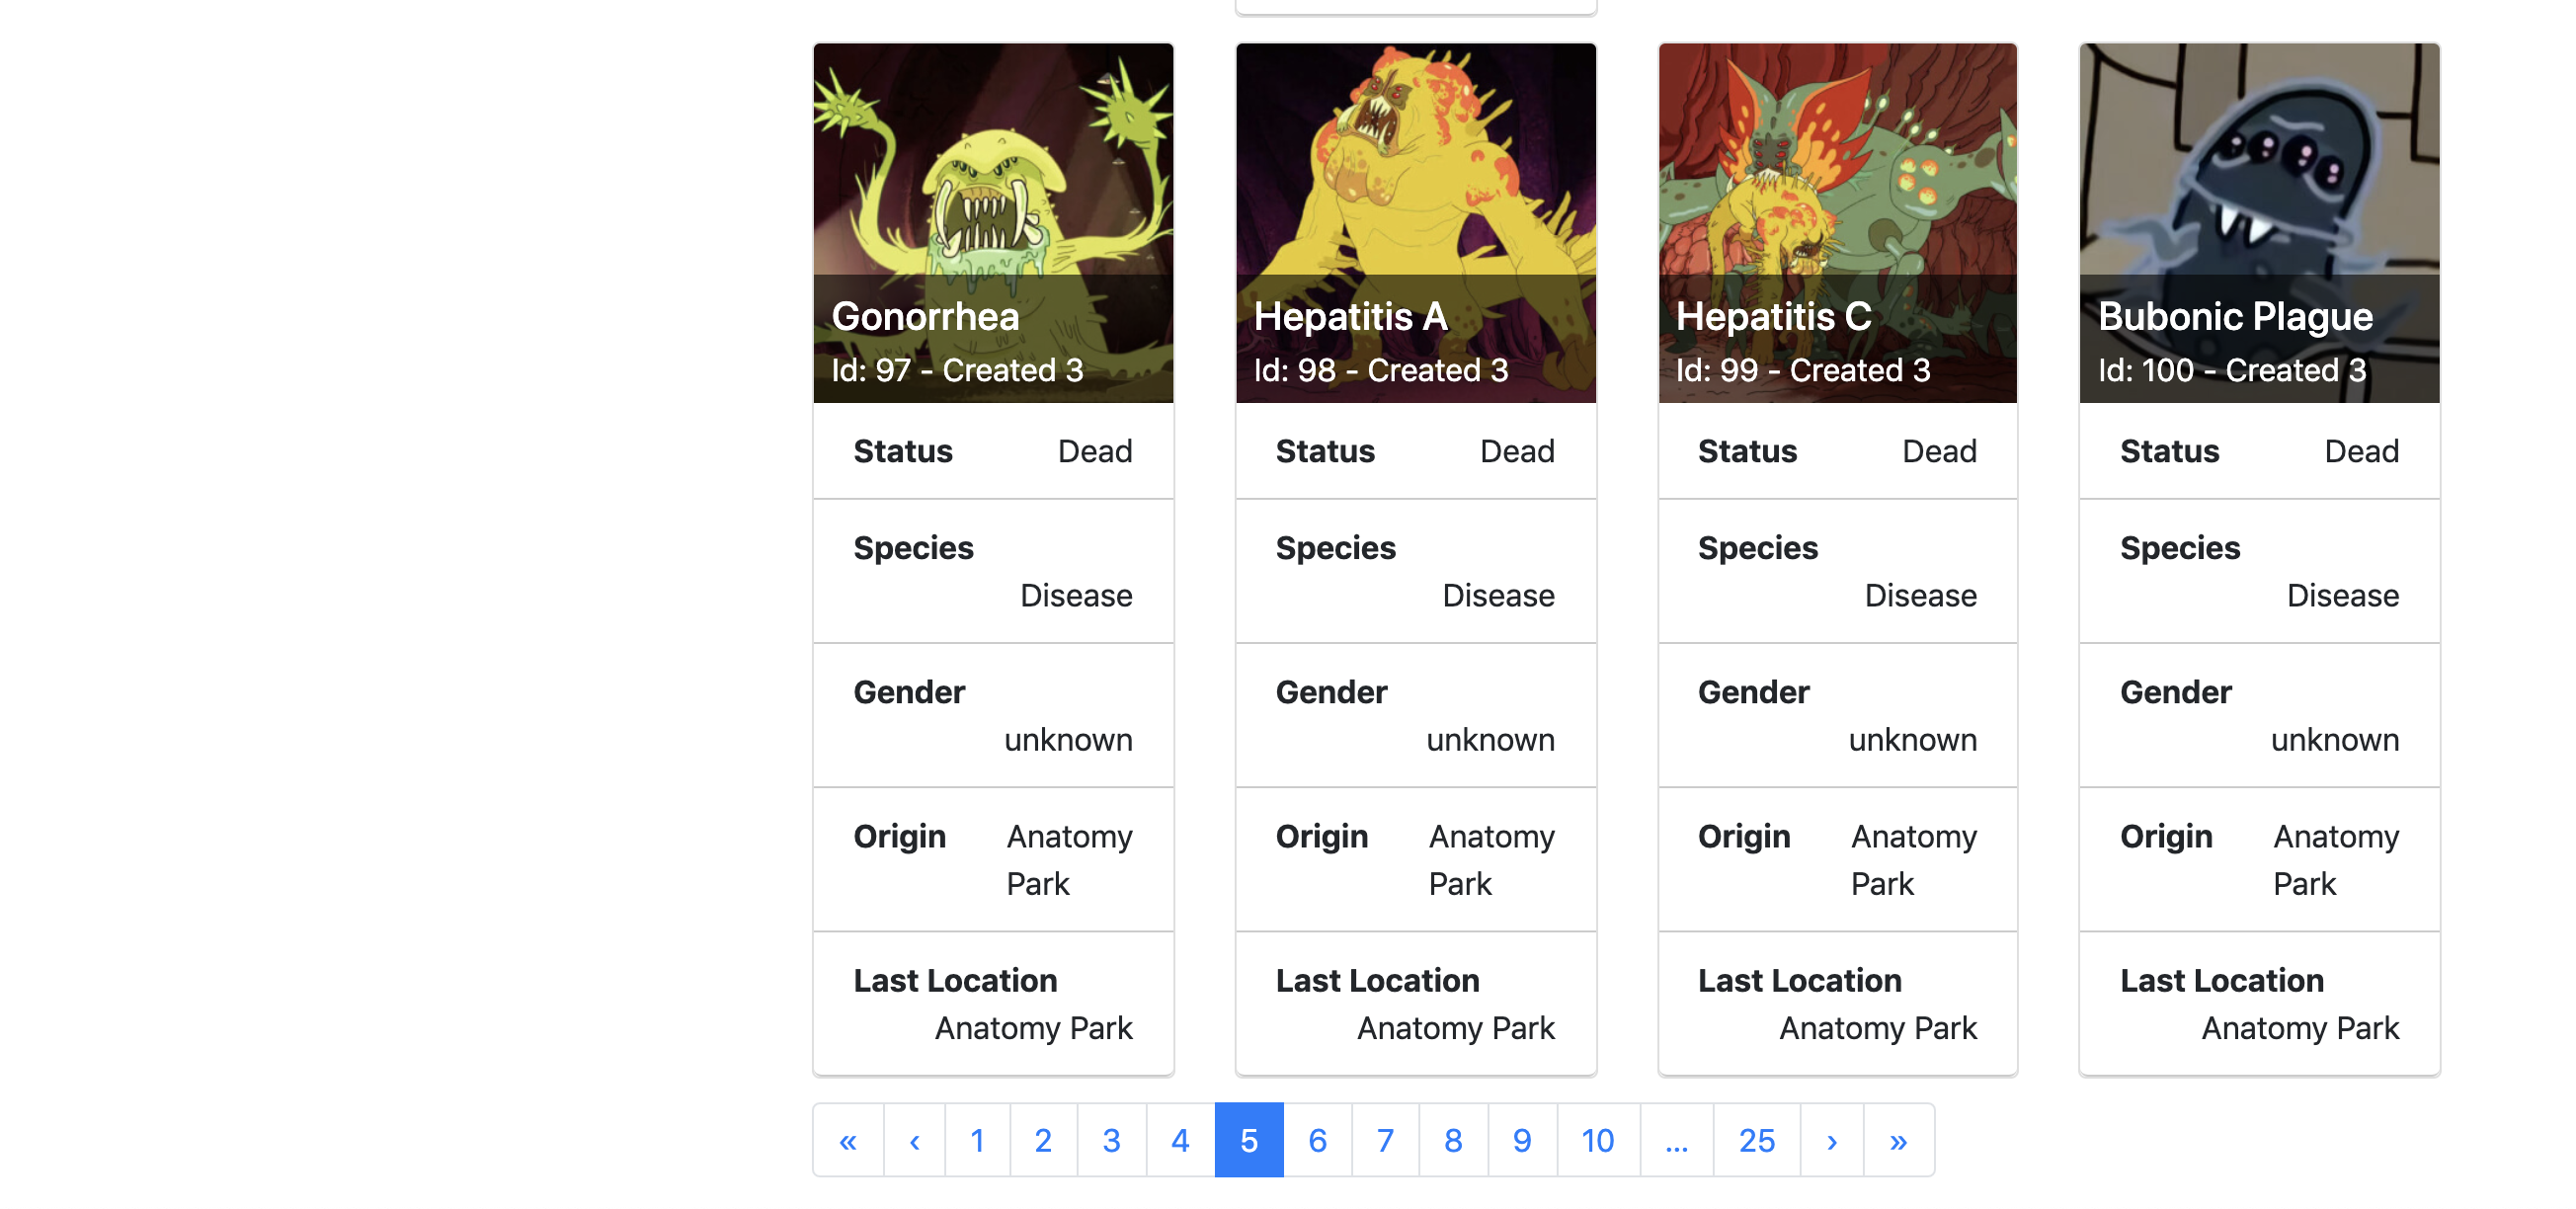 Gonorrhea
Id: 97 - Created 3
Status Dead
Species
Disease
Gender
unknown
Origin Anatomy
Park
Last Location
Anatomy Park
Hepatitis A
Id: 98 - Created 3
Status Dead
Species
Disease
Gender
unknown
Origin Anatomy
Park
Last Location
Anatomy Park
Hepatitis C
Id: 99 - Created 3
Status Dead
Species
Disease
Gender
unknown
Origin Anatomy
Park
Last Location
Anatomy Park
Bubonic Plague
Id: 100 - Created 3
Status Dead
Species
Disease
Gender
unknown
Origin Anatomy
Park
Last Location
Anatomy Park
« ‹ 1 2 3 4 5 6 7 8 9 10 ... 25 › »